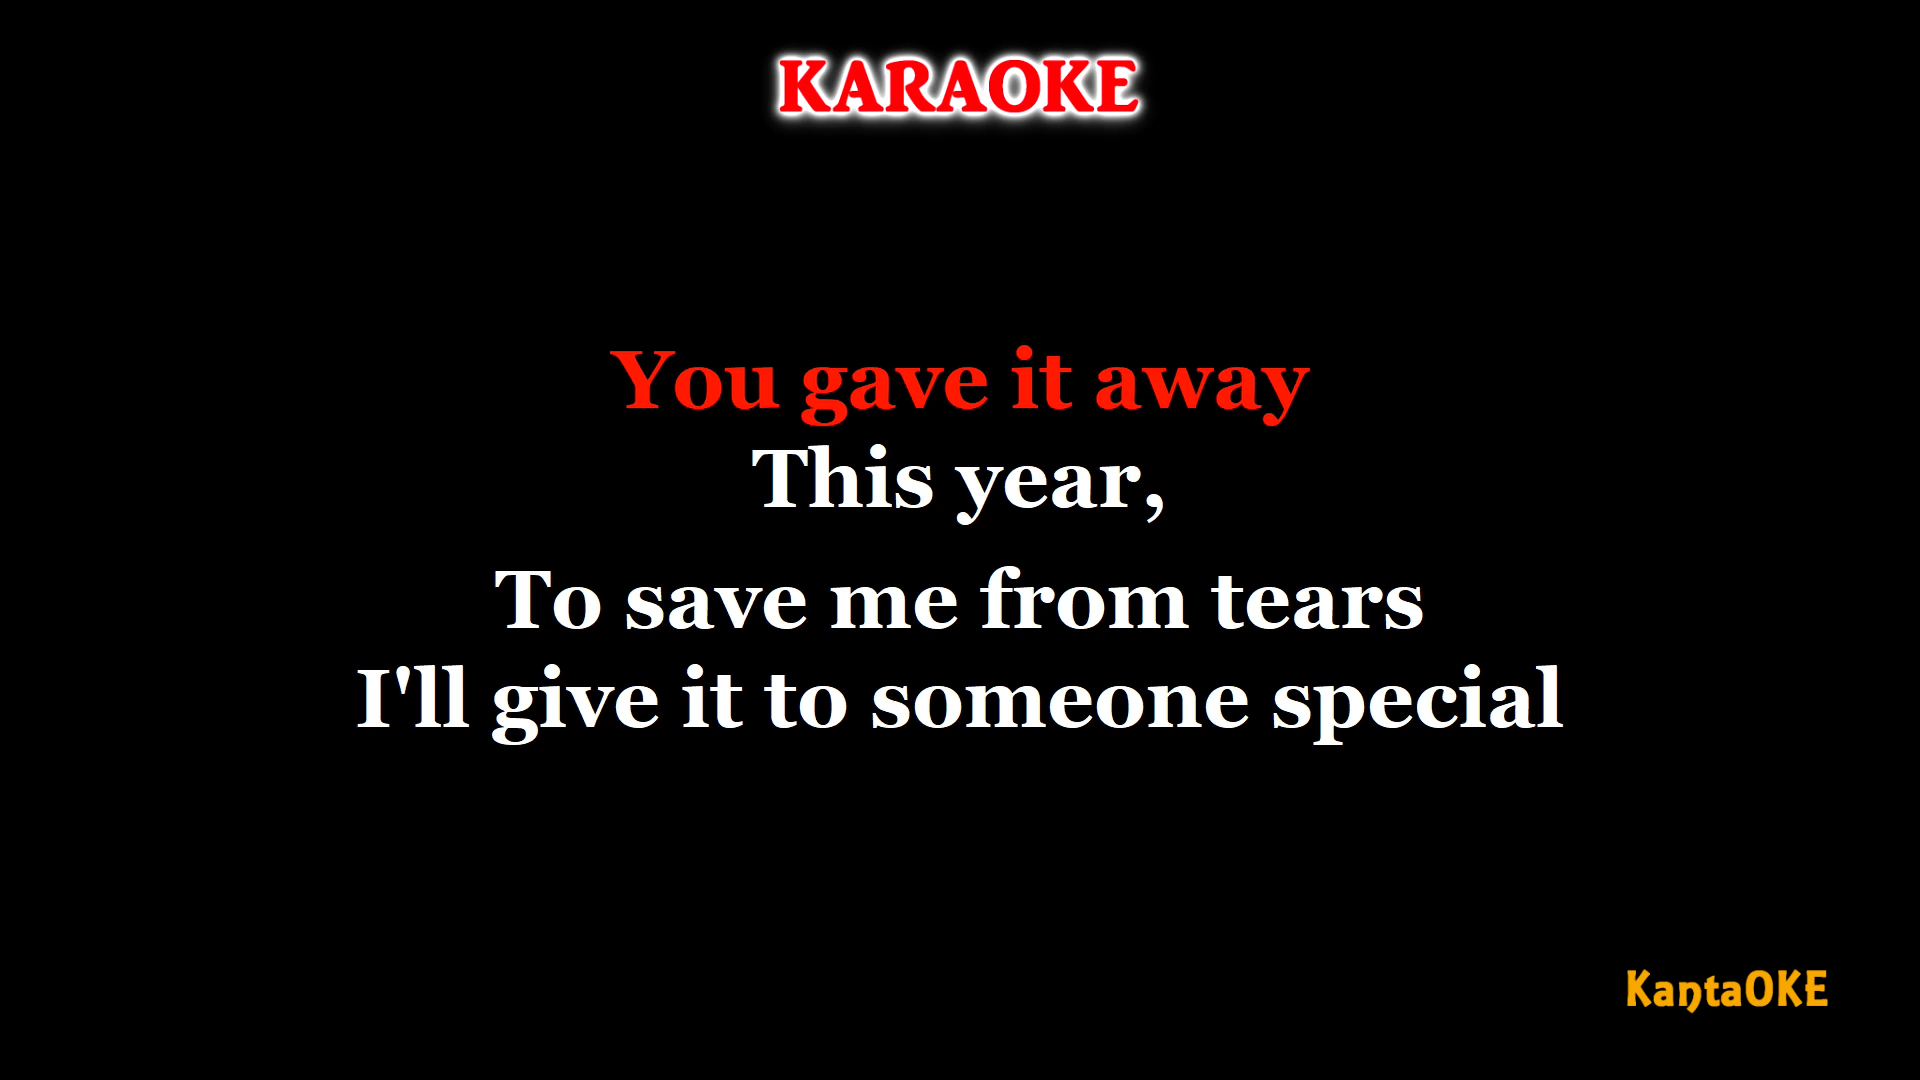 KARAOKE
You gave it away
This year,
To save me from tears
I'll give it to someone special
KantaOKE